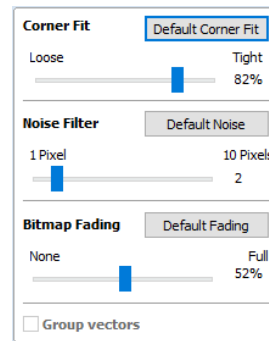 Corner Fit Default Corner Fit
Loose Tight
82%
Noise Filter Default Noise
1 Pixel 10 Pixels
2
Bitmap Fading Default Fading
None Full
52%
Group vectors